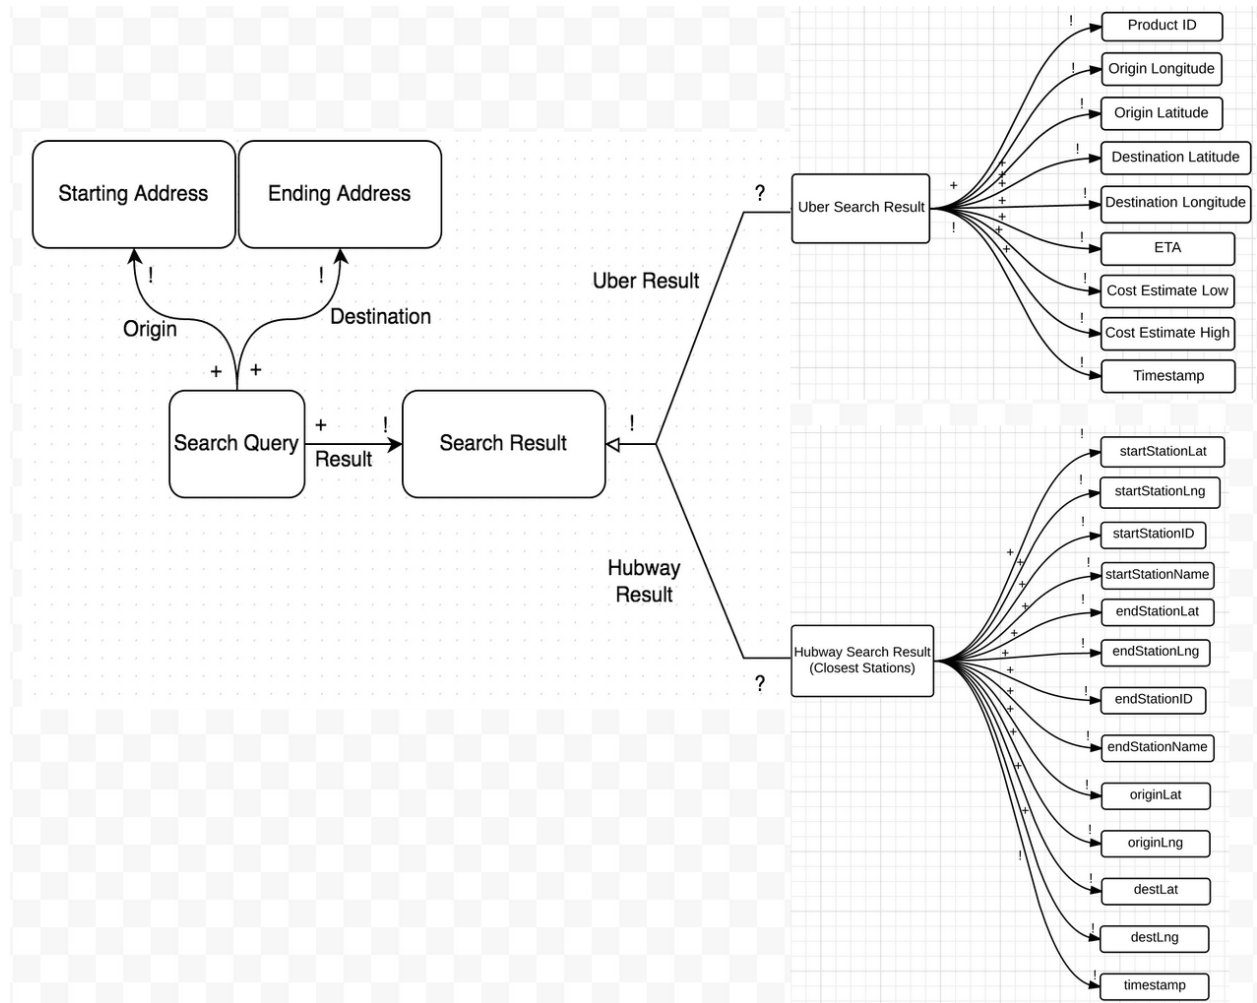 Starting Address
Ending Address
!
!
Origin
Destination
+
+
Search Query
+
!
Result
Search Result
!
Uber Result
?
Hubway
Result
?
Uber Search Result
+
!
+
+
+
+
+
+
+
!
Product ID
!
Origin Longitude
!
Origin Latitude
!
Destination Latitude
!
Destination Longitude
!
ETA
!
Cost Estimate Low
!
Cost Estimate High
!
Timestamp
Hubway Search Result
(Closest Stations)
+
+
+
+
+
+
+
+
+
+
+
+
!
!
startStationLat
!
startStationLng
!
startStationID
!
startStationName
!
endStationLat
!
endStationLng
!
endStationID
!
endStationName
!
originLat
!
originLng
!
destLat
!
destLng
!
timestamp